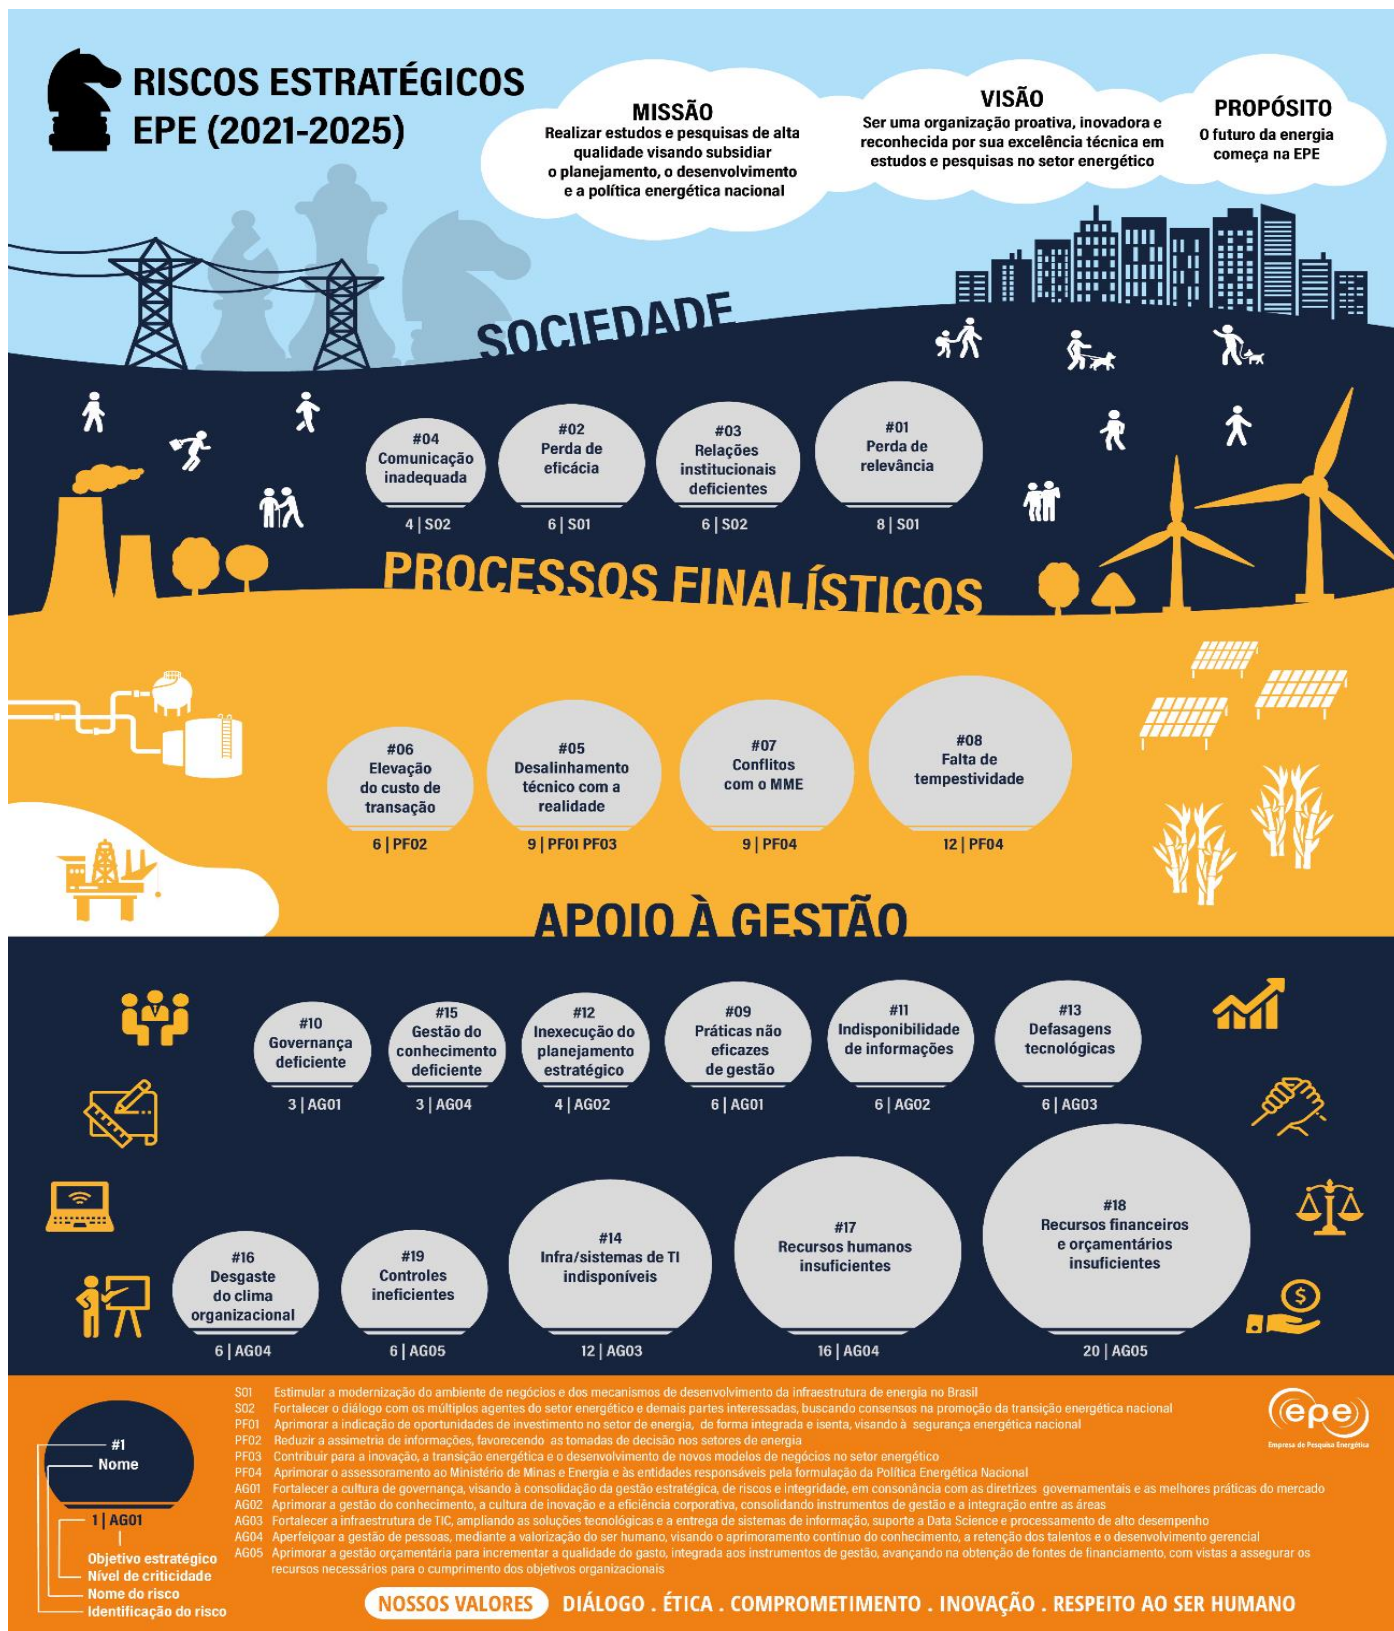 RISCOS ESTRATÉGICOS
EPE (2021-2025)
MISSÃO
Realizar estudos e pesquisas de alta
qualidade visando subsidiar
o planejamento, o desenvolvimento
e a política energética nacional
VISÃO
Ser uma organização proativa, inovadora e
reconhecida por sua excelência técnica em
estudos e pesquisas no setor energético
PROPÓSITO
O futuro da energia
começa na EPE
SOCIEDADE
#04
Comunicação
inadequada
4 | S02
#02
Perda de
eficácia
6 | S01
#03
Relações
institucionais
deficientes
6 | S02
#01
Perda de
relevância
8 | S01
PROCESSOS FINALÍSTICOS
#06
Elevação
do custo de
transação
6 | PF02
#05
Desalinhamento
técnico com a
realidade
9 | PF01 PF03
#07
Conflitos
com o MME
9 | PF04
#08
Falta de
tempestividade
12 | PF04
APOIO À GESTÃO
#10
Governança
deficiente
3 | AG01
#15
Gestão do
conhecimento
deficiente
3 | AG04
#12
Inexecução do
planejamento
estratégico
4 | AG02
#09
Práticas não
eficazes
de gestão
6 | AG01
#11
Indisponibilidade
de informações
6 | AG02
#13
Defasagens
tecnológicas
6 | AG03
#16
Desgaste
do clima
organizacional
6 | AG04
#19
Controles
ineficientes
6 | AG05
#14
Infra/sistemas de TI
indisponíveis
12 | AG03
#17
Recursos humanos
insuficientes
16 | AG04
#18
Recursos financeiros
e orçamentários
insuficientes
20 | AG05
#1
Nome
1 | AG01
Objetivo estratégico
Nível de criticidade
Nome do risco
Identificação do risco
S01 Estimular a modernização do ambiente de negócios e dos mecanismos de desenvolvimento da infraestrutura de energia no Brasil
S02 Fortalecer o diálogo com os múltiplos agentes do setor energético e demais partes interessadas, buscando consensos na promoção da transição energética nacional
PF01 Aprimorar a indicação de oportunidades de investimento no setor de energia, de forma integrada e isenta, visando à segurança energética nacional
PF02 Reduzir a assimetria de informações, favorecendo as tomadas de decisão nos setores de energia
PF03 Contribuir para a inovação, a transição energética e o desenvolvimento de novos modelos de negócios no setor energético
PF04 Aprimorar o assessoramento ao Ministério de Minas e Energia e às entidades responsáveis pela formulação da Política Energética Nacional
AG01 Fortalecer a cultura de governança, visando à consolidação da gestão estratégica, de riscos e integridade, em consonância com as diretrizes governamentais e as melhores práticas do mercado
AG02 Aprimorar a gestão do conhecimento, a cultura de inovação e a eficiência corporativa, consolidando instrumentos de gestão e a integração entre as áreas
AG03 Fortalecer a infraestrutura de TIC, ampliando as soluções tecnológicas e a entrega de sistemas de informação, suporte a Data Science e processamento de alto desempenho
AG04 Aperfeiçoar a gestão de pessoas, mediante a valorização do ser humano, visando o aprimoramento contínuo do conhecimento, a retenção dos talentos e o desenvolvimento gerencial
AG05 Aprimorar a gestão orçamentária para incrementar a qualidade do gasto, integrada aos instrumentos de gestão, avançando na obtenção de fontes de financiamento, com vistas a assegurar os
recursos necessários para o cumprimento dos objetivos organizacionais
epe
Empresa de Pesquisa Energética
NOSSOS VALORES DIÁLOGO . ÉTICA . COMPROMETIMENTO . INOVAÇÃO . RESPEITO AO SER HUMANO